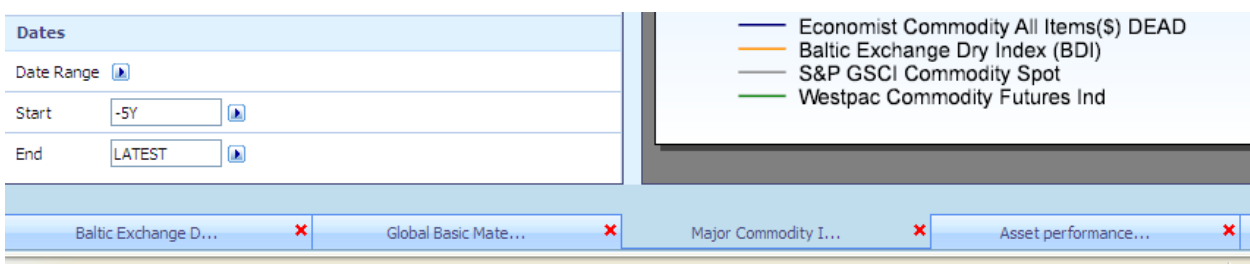 Dates
Date Range
Start -5Y
End LATEST
Economist Commodity All Items($) DEAD
Baltic Exchange Dry Index (BDI)
S&P GSCI Commodity Spot
Westpac Commodity Futures Ind
Baltic Exchange D...
Global Basic Mate...
Major Commodity I...
Asset performance...